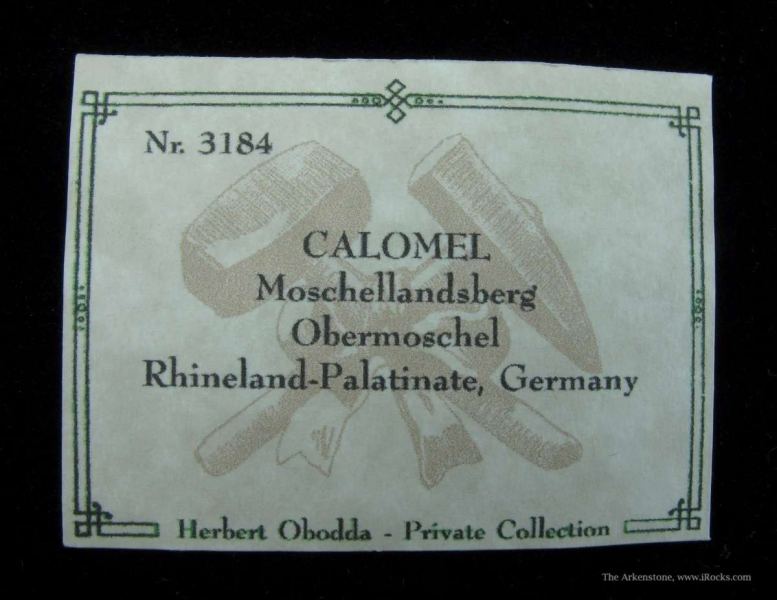 Nr. 3184
CALOMEL
Moschellandsberg
Obermoschel
Rhineland-Palatinate, Germany
Herbert Obodda - Private Collection
The Arkenstone, www.iRocks.com